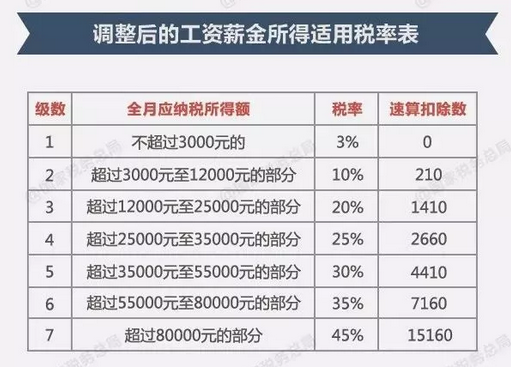 调整后的工资薪金所得适用税率表
级数 全月应纳税所得额 税率 速算扣除数
1 不超过3000元的 3% 0
2 超过3000元至12000元的部分 10% 210
3 超过12000元至25000元的部分 20% 1410
4 超过25000元至35000元的部分 25% 2660
5 超过35000元至55000元的部分 30% 4410
6 超过55000元至80000元的部分 35% 7160
7 超过80000元的部分 45% 15160
@国家税务总局